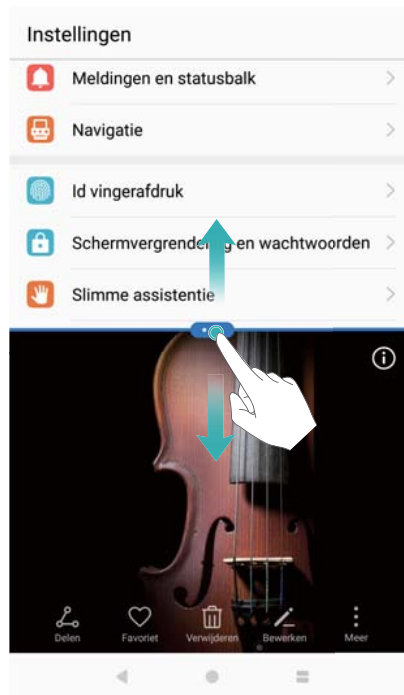 Instellingen
Meldingen en statusbalk
Navigatie
Id vingerafdruk
Schermvergrendeling en wachtwoorden
Slimme assistentie
Delen
Favoriet
Verwijderen
Bewerken
Meer